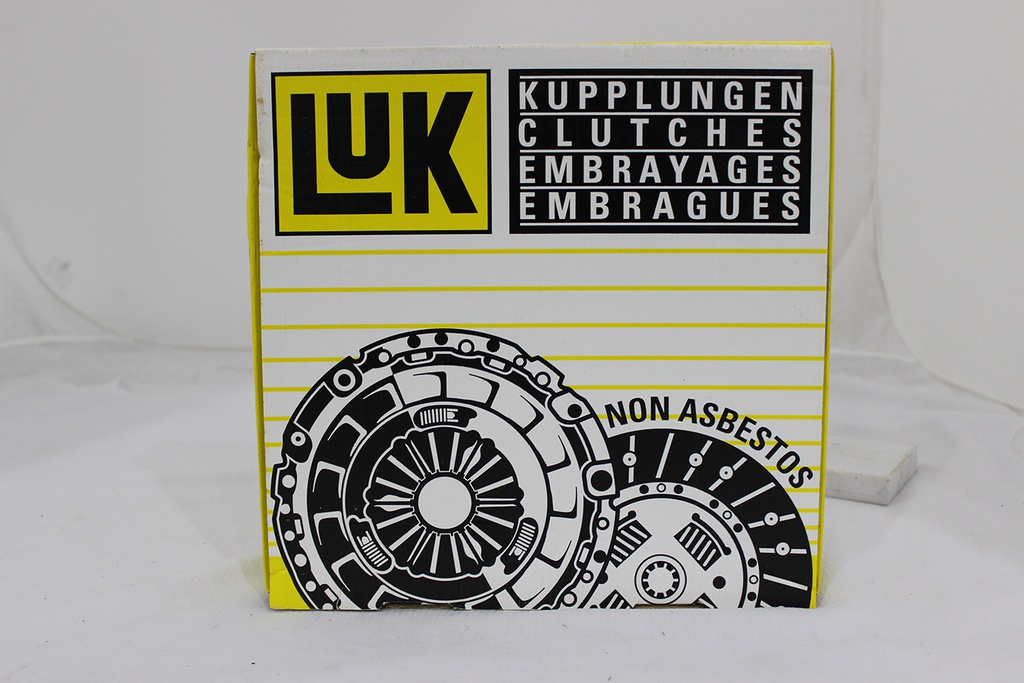 LUK
KUPPLUNGEN
CLUTCHES
EMBRAYAGES
EMBRAGUES
NON ASBESTOS